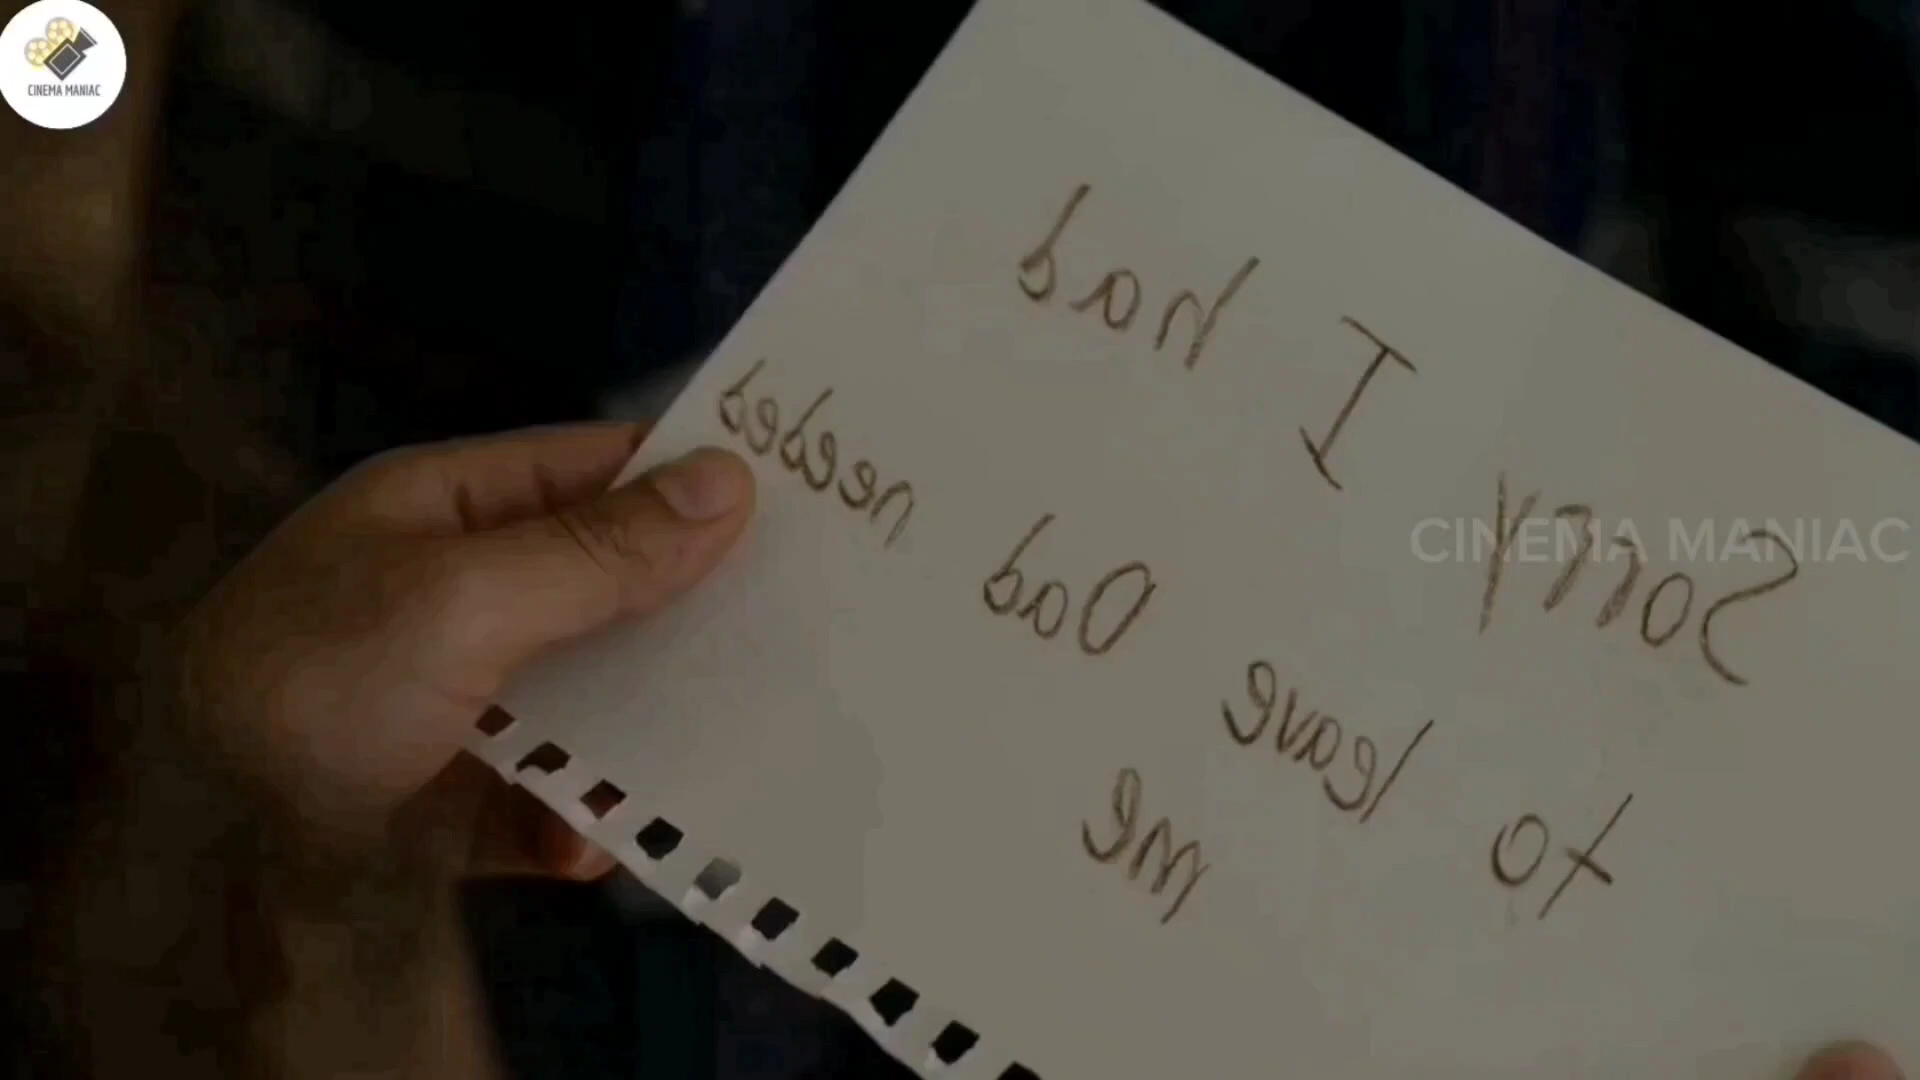 CINEMA MANIAC
Sorry I had
to leave Dad needed
me
CINEMA MANIAC